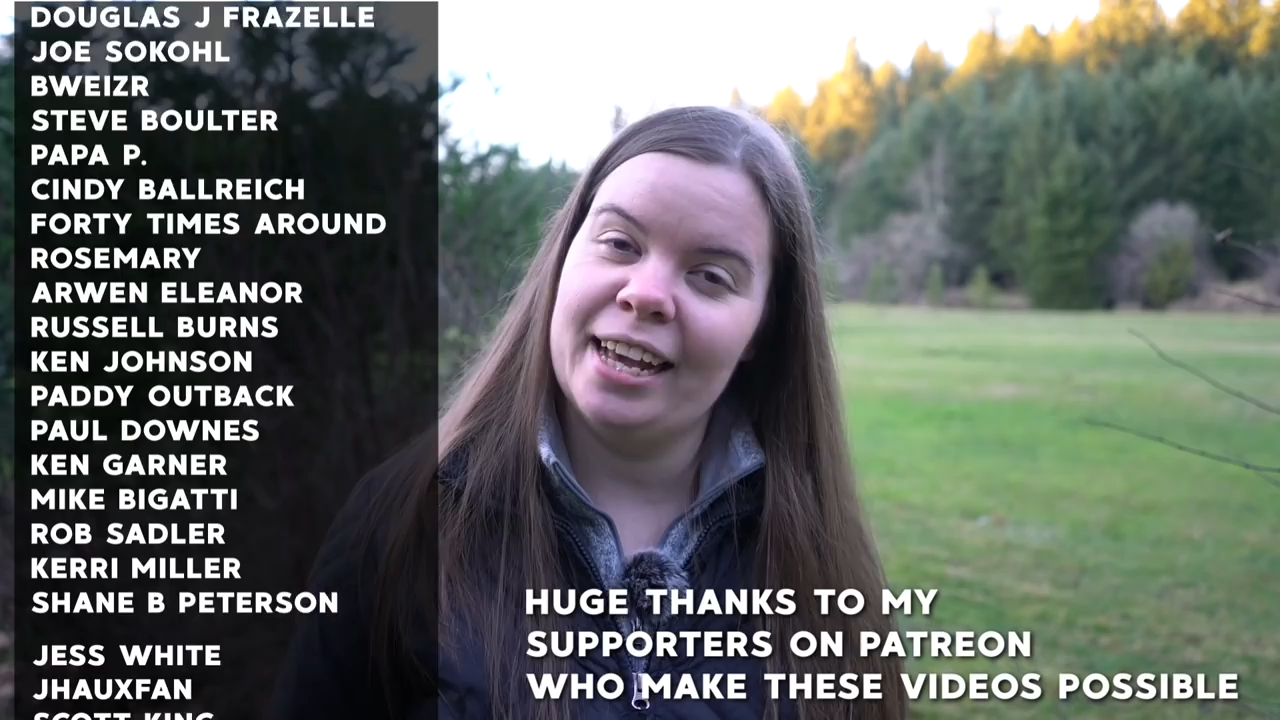 DOUGLAS J FRAZELLE
JOE SOKOHL
BWEIZR
STEVE BOULTER
PAPA P.
CINDY BALLREICH
FORTY TIMES AROUND
ROSEMARY
ARWEN ELEANOR
RUSSELL BURNS
KEN JOHNSON
PADDY OUTBACK
PAUL DOWNES
KEN GARNER
MIKE BIGATTI
ROB SADLER
KERRI MILLER
SHANE B PETERSON
JESS WHITE
JHAUXFAN
SCOTT KING
HUGE THANKS TO MY
SUPPORTERS ON PATREON
WHO MAKE THESE VIDEOS POSSIBLE